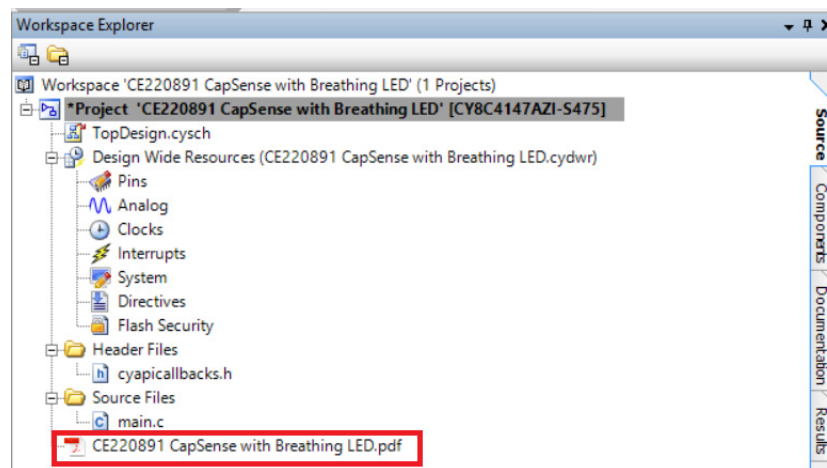 Workspace Explorer
Workspace 'CE220891 CapSense with Breathing LED' (1 Projects)
*Project 'CE220891 CapSense with Breathing LED' [CY8C4147AZI-S475]
TopDesign.cysch
Design Wide Resources (CE220891 CapSense with Breathing LED.cydwr)
Pins
Analog
Clocks
Interrupts
System
Directives
Flash Security
Header Files
h cyapicallbacks.h
Source Files
c main.c
CE220891 CapSense with Breathing LED.pdf
Source
Components
Documentation
Results